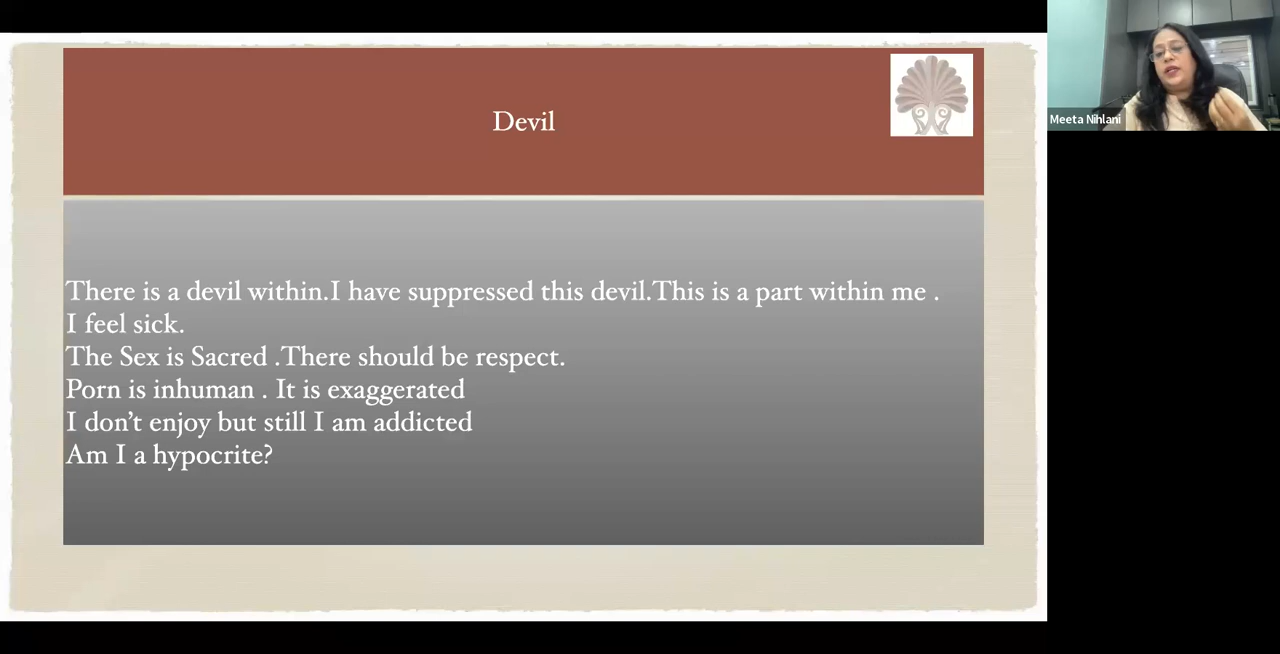 Devil
There is a devil within.I have suppressed this devil.This is a part within me .
I feel sick.
The Sex is Sacred .There should be respect.
Porn is inhuman . It is exaggerated
I don’t enjoy but still I am addicted
Am I a hypocrite?
Meeta Nihlani